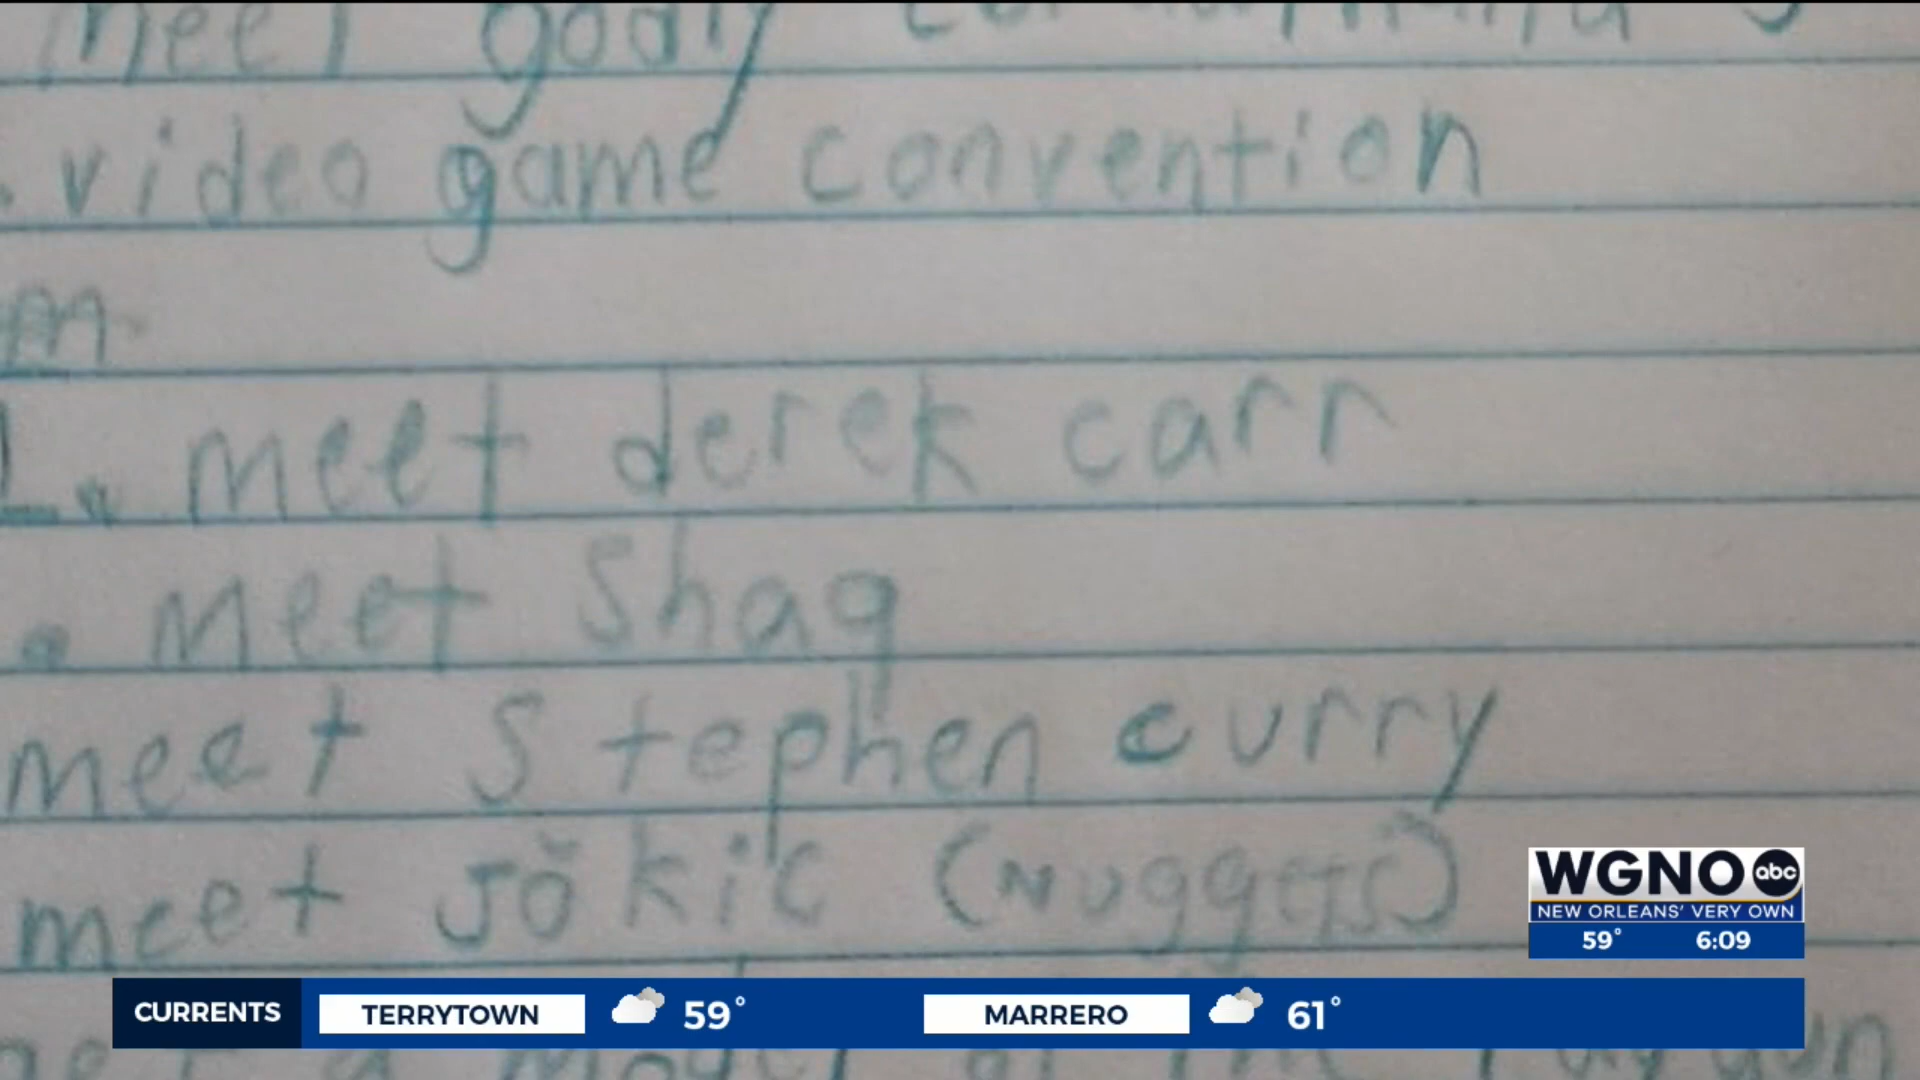 meet godly
. video game convention
m
1. meet derek carr
. meet Shaq
meet Stephen curry
meet Jŏkic (Nuggets)
WGNO abc
NEW ORLEANS' VERY OWN
59° 6:09
CURRENTS TERRYTOWN 59° MARRERO 61°